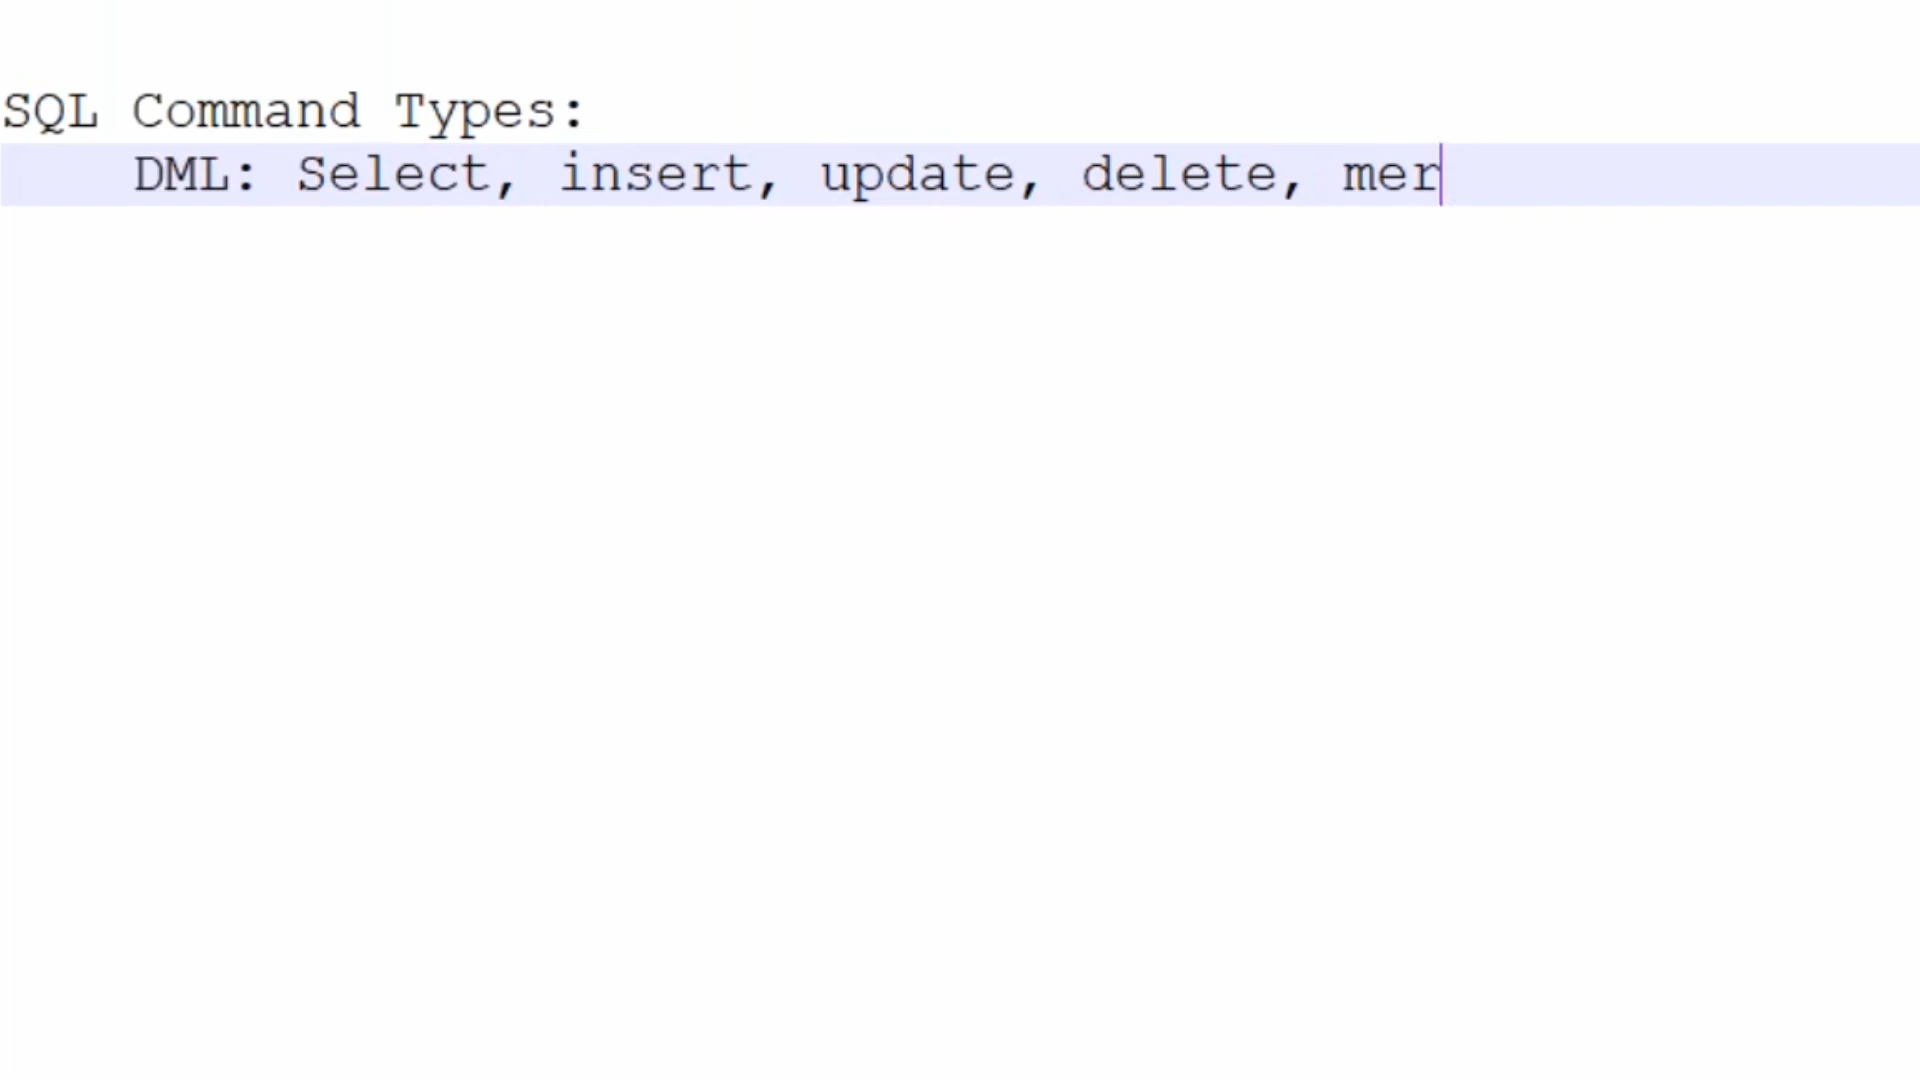 SQL Command Types:
DML: Select, insert, update, delete, mer